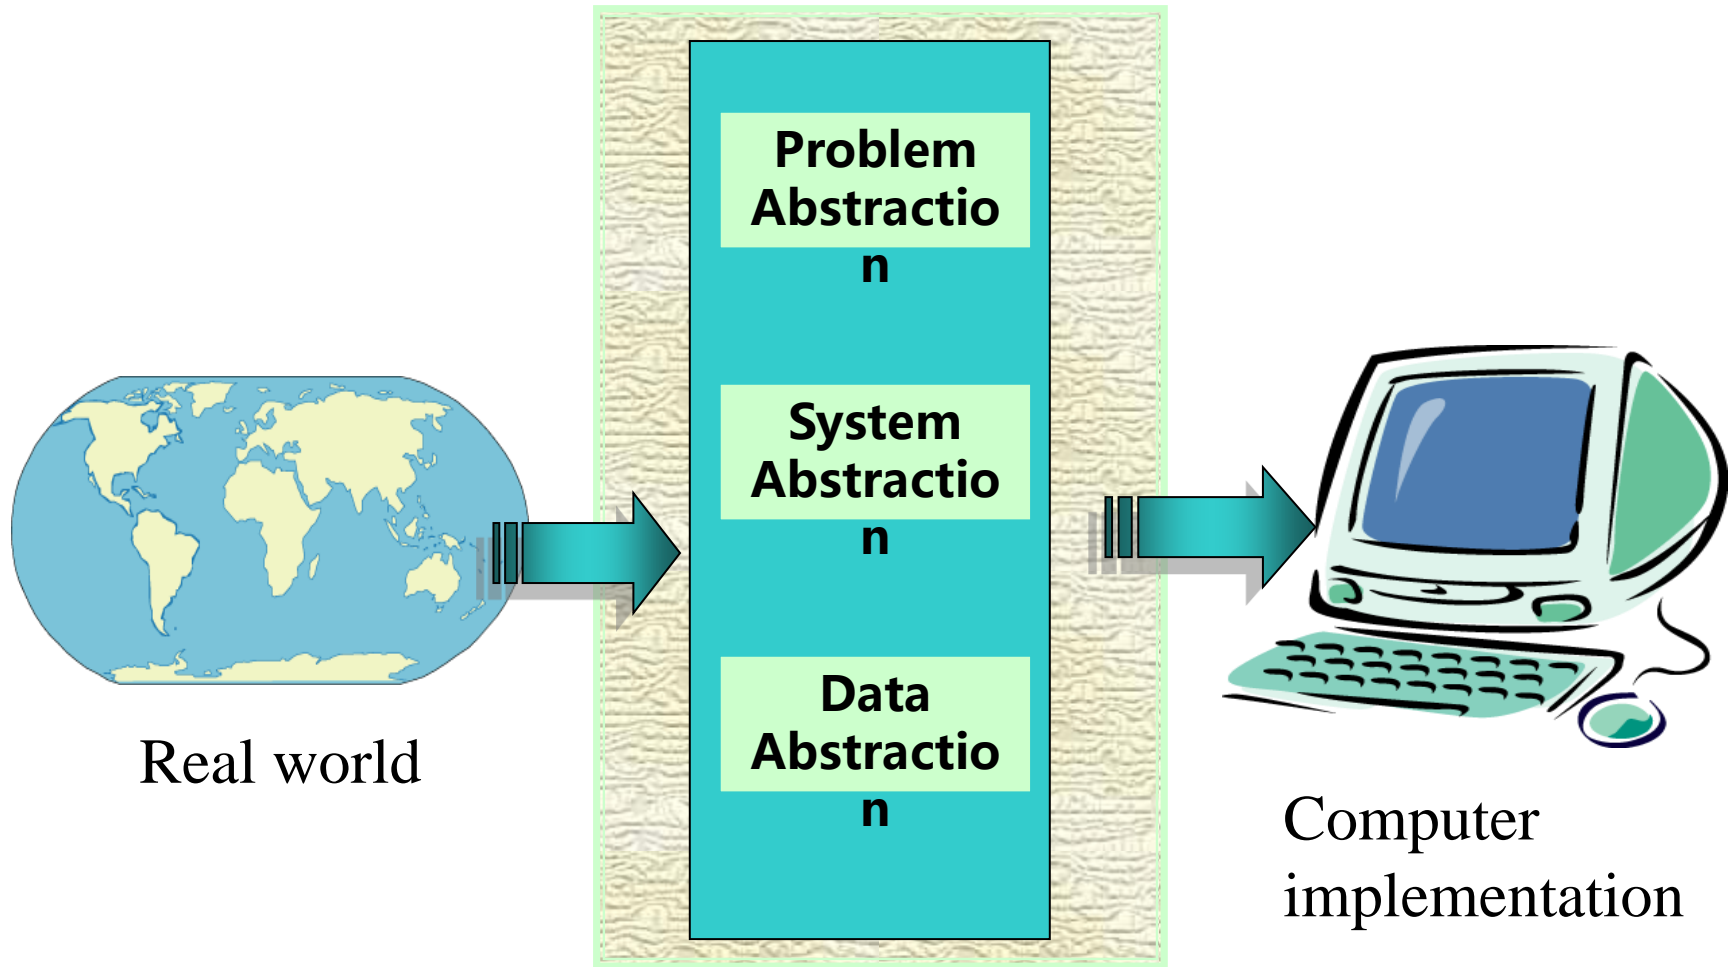 Problem
Abstractio
n
System
Abstractio
n
Data
Abstractio
n
Real world
Computer
implementation